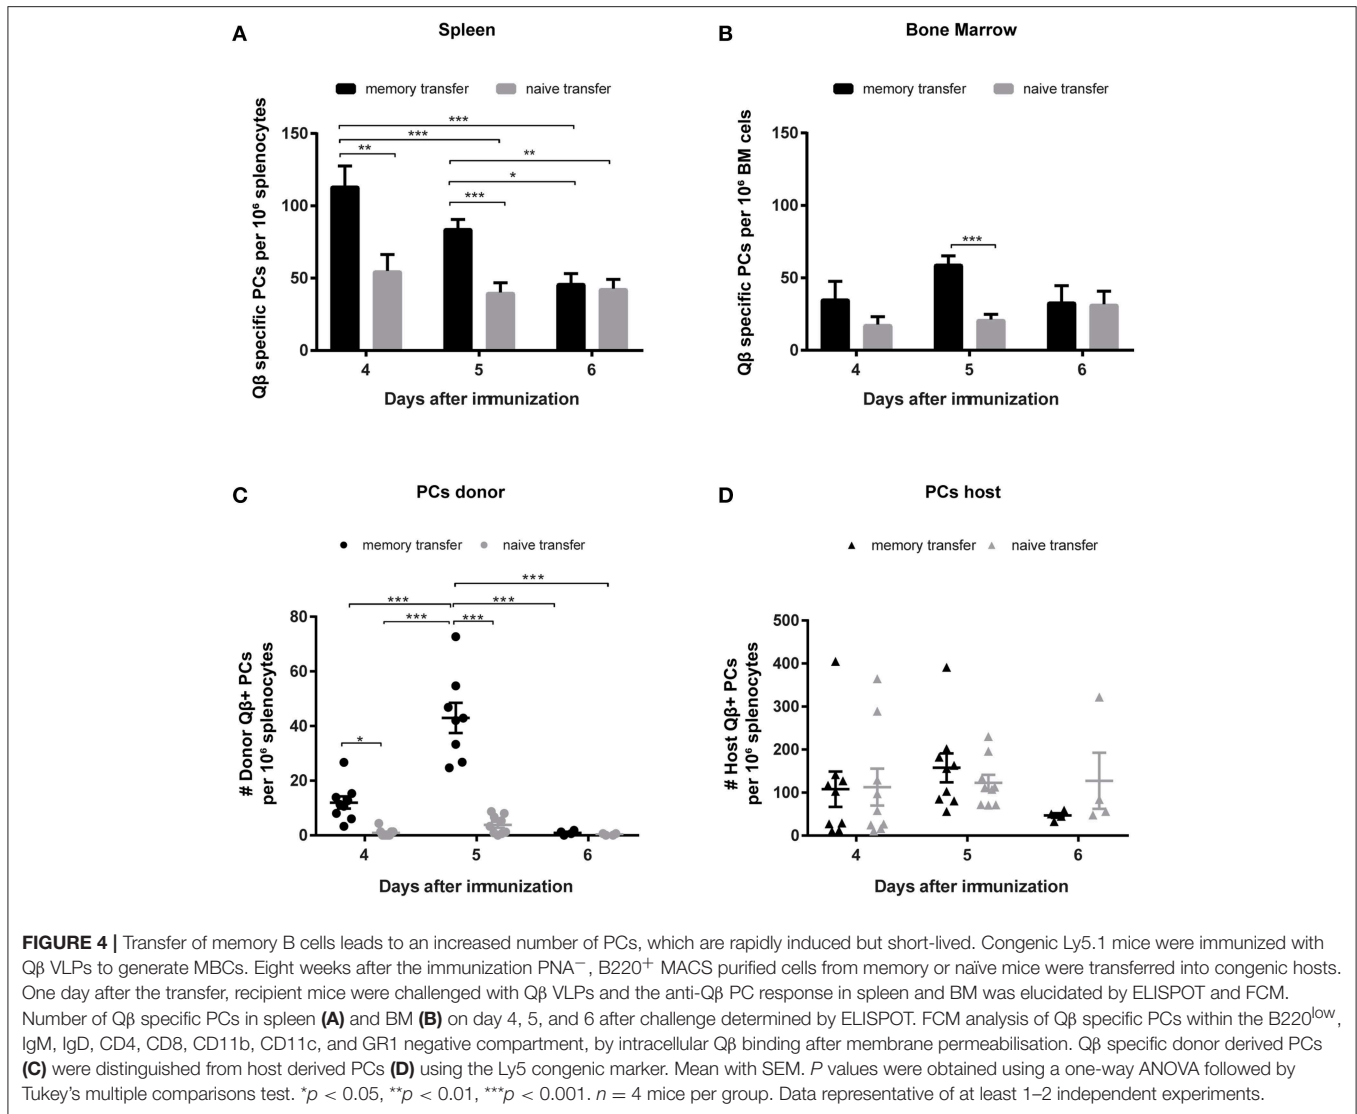 A
Spleen
memory transfer
naive transfer
Qβ specific PCs per 10⁶ splenocytes
150
100
50
0
***
***
**
**
*
***
4
5
6
Days after immunization
B
Bone Marrow
memory transfer
naive transfer
Qβ specific PCs per 10⁶ BM cels
150
100
50
0
***
4
5
6
Days after immunization
C
PCs donor
memory transfer
naive transfer
# Donor Qβ+ PCs
per 10⁶ splenocytes
80
60
40
20
0
***
***
***
***
***
*
4
5
6
Days after immunization
D
PCs host
memory transfer
naive transfer
# Host Qβ+ PCs
per 10⁶ splenocytes
500
400
300
200
100
0
4
5
6
Days after immunization
FIGURE 4 | Transfer of memory B cells leads to an increased number of PCs, which are rapidly induced but short-lived. Congenic Ly5.1 mice were immunized with
Qβ VLPs to generate MBCs. Eight weeks after the immunization PNA⁻, B220⁺ MACS purified cells from memory or naïve mice were transferred into congenic hosts.
One day after the transfer, recipient mice were challenged with Qβ VLPs and the anti-Qβ PC response in spleen and BM was elucidated by ELISPOT and FCM.
Number of Qβ specific PCs in spleen (A) and BM (B) on day 4, 5, and 6 after challenge determined by ELISPOT. FCM analysis of Qβ specific PCs within the B220ˡᵒʷ,
IgM, IgD, CD4, CD8, CD11b, CD11c, and GR1 negative compartment, by intracellular Qβ binding after membrane permeabilisation. Qβ specific donor derived PCs
(C) were distinguished from host derived PCs (D) using the Ly5 congenic marker. Mean with SEM. P values were obtained using a one-way ANOVA followed by
Tukey's multiple comparisons test. *p < 0.05, **p < 0.01, ***p < 0.001. n = 4 mice per group. Data representative of at least 1–2 independent experiments.